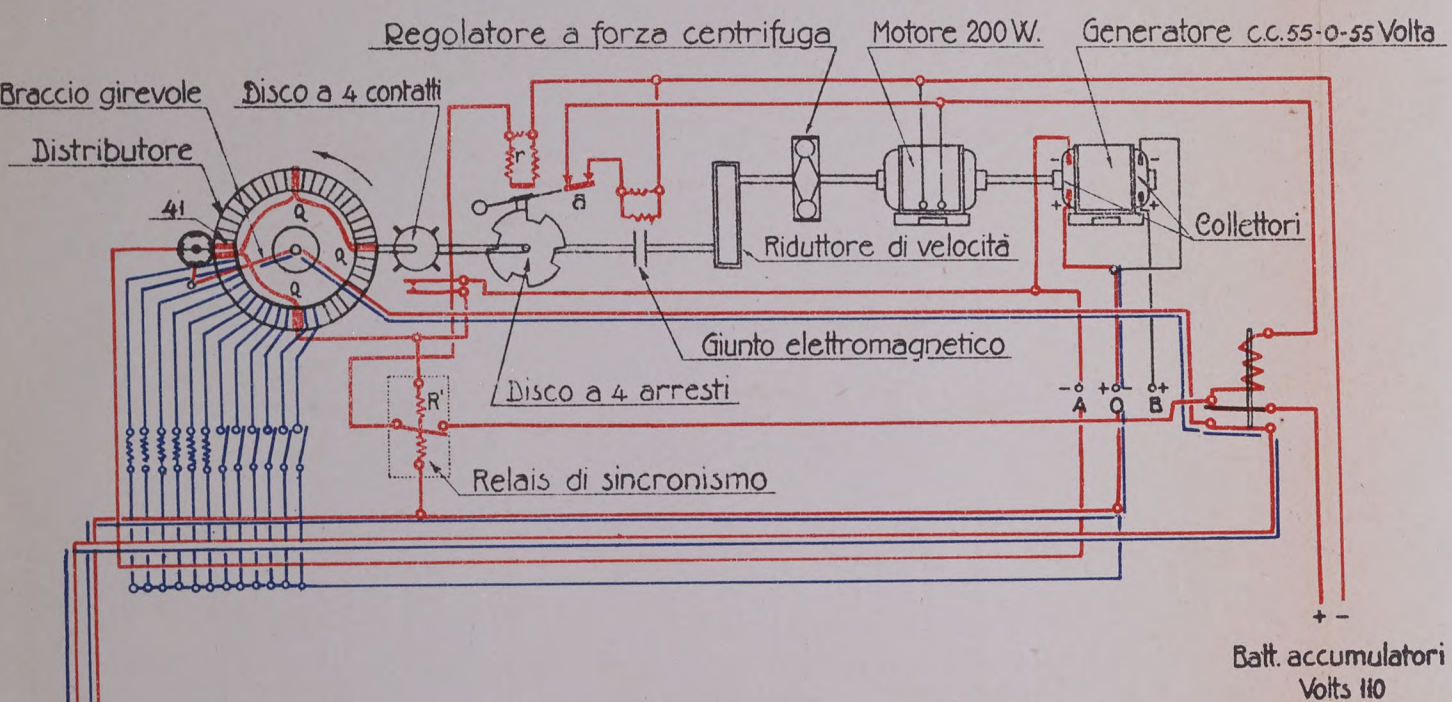 Regolatore a forza centrifuga
Motore 200 W.
Generatore c.c. 55-0-55 Volta
Braccio girevole
Disco a 4 contatti
Distributore
41
r
a
Q
Q
Q
Collettori
Riduttore di velocità
Giunto elettromagnetico
Disco a 4 arresti
R'
Relais di sincronismo
- +
- +
- + - +
A O B
+ -
Batt. accumulatori
Volts 110